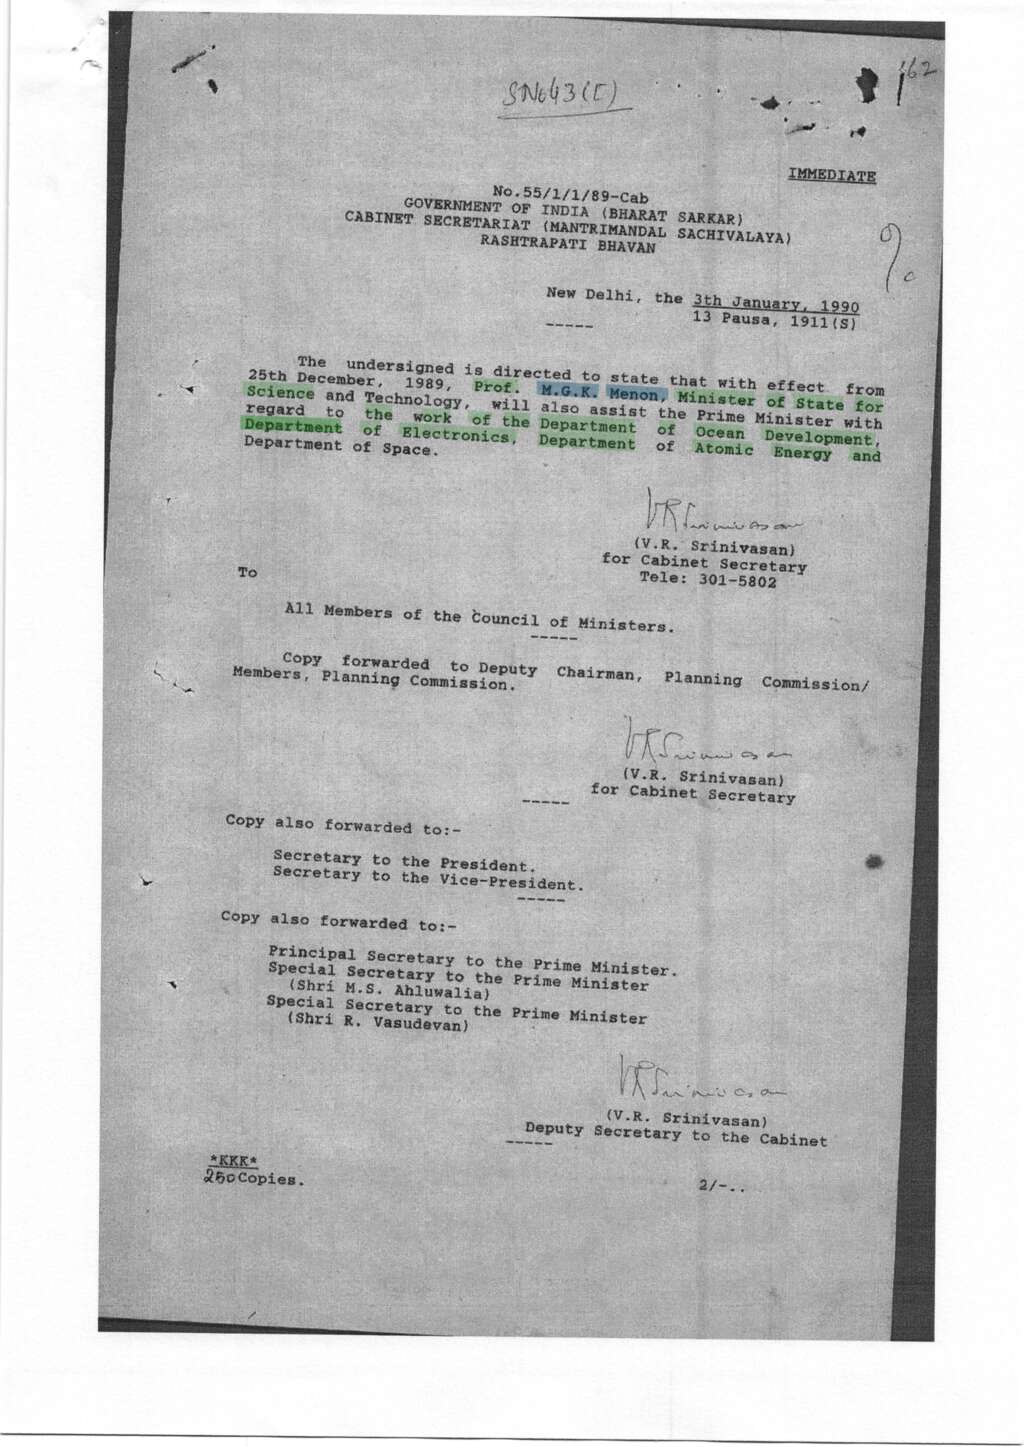 SNo43(C)
162
IMMEDIATE
No.55/1/1/89-Cab
GOVERNMENT OF INDIA (BHARAT SARKAR)
CABINET SECRETARIAT (MANTRIMANDAL SACHIVALAYA)
RASHTRAPATI BHAVAN
New Delhi, the 3th January, 1990
13 Pausa, 1911(S)
-----
The undersigned is directed to state that with effect from
25th December, 1989, Prof. M.G.K. Menon, Minister of State for
Science and Technology, will also assist the Prime Minister with
regard to the work of the Department of Ocean Development,
Department of Electronics, Department of Atomic Energy and
Department of Space.
VRSrinivasan
(V.R. Srinivasan)
for Cabinet Secretary
Tele: 301-5802
To
All Members of the Council of Ministers.
-----
Copy forwarded to Deputy Chairman, Planning Commission/
Members, Planning Commission.
VRSrinivasan
(V.R. Srinivasan)
for Cabinet Secretary
-----
Copy also forwarded to:-
Secretary to the President.
Secretary to the Vice-President.
-----
Copy also forwarded to:-
Principal Secretary to the Prime Minister.
Special Secretary to the Prime Minister
(Shri M.S. Ahluwalia)
Special Secretary to the Prime Minister
(Shri R. Vasudevan)
VRSrinivasan
(V.R. Srinivasan)
Deputy Secretary to the Cabinet
-----
*KKK*
250 Copies.
2/-..